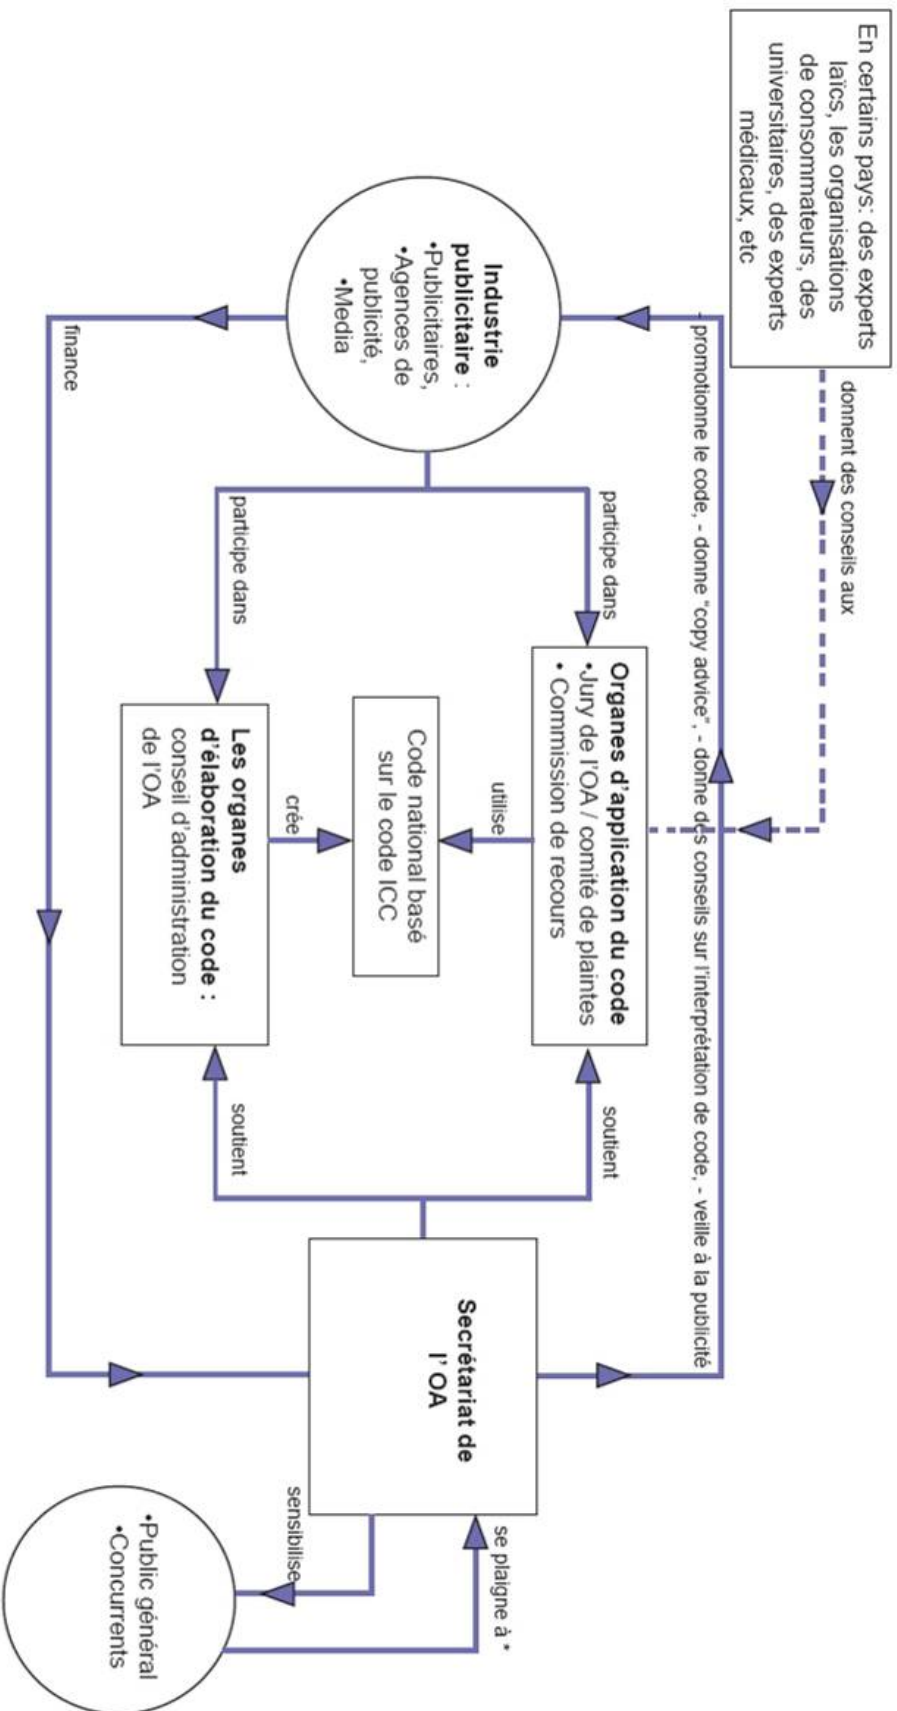 En certains pays: des experts
laïcs, les organisations
de consommateurs, des
universitaires, des experts
médicaux, etc
donnent des conseils aux
- promotionne le code, - donne “copy advice”, - donne des conseils sur l’interprétation de code, - veille à la publicité
Industrie
publicitaire :
•Publicitaires,
•Agences de
publicité,
•Media
participe dans
Organes d’application du code
•Jury de l’OA / comité de plaintes
• Commission de recours
soutient
utilise
Code national basé
sur le code ICC
crée
participe dans
Les organes
d’élaboration du code :
conseil d’administration
de l’OA
soutient
Secrétariat de
l’ OA
se plaigne à *
sensibilise
•Public général
•Concurrents
finance